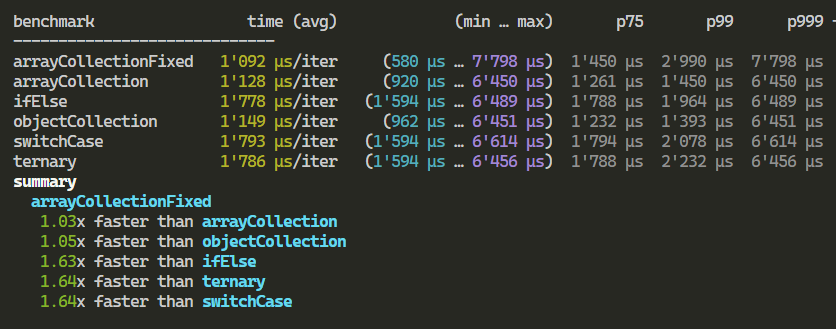 benchmark time (avg) (min … max) p75 p99 p999
-----------------------------
arrayCollectionFixed 1'092 µs/iter (580 µs … 7'798 µs) 1'450 µs 2'990 µs 7'798 µs
arrayCollection 1'128 µs/iter (920 µs … 6'450 µs) 1'261 µs 1'450 µs 6'450 µs
ifElse 1'778 µs/iter (1'594 µs … 6'489 µs) 1'788 µs 1'964 µs 6'489 µs
objectCollection 1'149 µs/iter (962 µs … 6'451 µs) 1'232 µs 1'393 µs 6'451 µs
switchCase 1'793 µs/iter (1'594 µs … 6'614 µs) 1'794 µs 2'078 µs 6'614 µs
ternary 1'786 µs/iter (1'594 µs … 6'456 µs) 1'788 µs 2'232 µs 6'456 µs
summary
arrayCollectionFixed
1.03x faster than arrayCollection
1.05x faster than objectCollection
1.63x faster than ifElse
1.64x faster than ternary
1.64x faster than switchCase